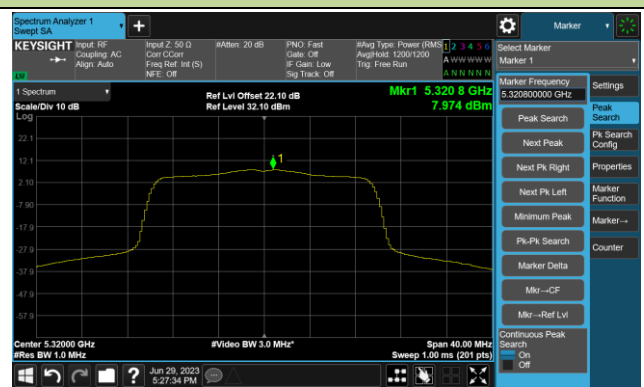 Spectrum Analyzer 1
Swept SA
Marker
KEYSIGHT
Input: RF
Coupling: AC
Align: Auto
Input Z: 50 Ω
Corr CCorr
Freq Ref: Int (S)
NFE: Off
#Atten: 20 dB
PNO: Fast
Gate: Off
IF Gain: Low
Sig Track: Off
#Avg Type: Power (RMS
Avg|Hold: 1200/1200
Trig: Free Run
1 2 3 4 5 6
A W W W W W
A N N N N N
LV
Select Marker
Marker 1
1 Spectrum
Scale/Div 10 dB
Log
Ref Lvl Offset 22.10 dB
Ref Level 32.10 dBm
Mkr1 5.320 8 GHz
7.974 dBm
22.1
12.1
2.10
-7.90
-17.9
-27.9
-37.9
-47.9
-57.9
1
Center 5.32000 GHz
#Res BW 1.0 MHz
#Video BW 3.0 MHz*
Span 40.00 MHz
Sweep 1.00 ms (201 pts)
Marker Frequency
5.320800000 GHz
Peak Search
Next Peak
Next Pk Right
Next Pk Left
Minimum Peak
Pk-Pk Search
Marker Delta
Mkr→CF
Mkr→Ref Lvl
Continuous Peak
Search
On
Off
Settings
Peak
Search
Pk Search
Config
Properties
Marker
Function
Marker→
Counter
?
Jun 29, 2023
5:27:34 PM